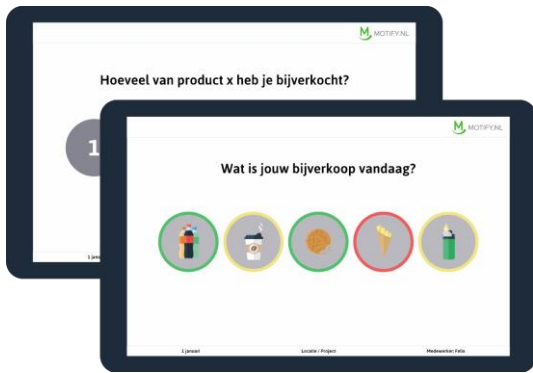 MOTIFY.NL
Hoeveel van product x heb je bijverkocht?
1
MOTIFY.NL
Wat is jouw bijverkoop vandaag?
1 januari
Locatie / Project
Medewerker: Felix